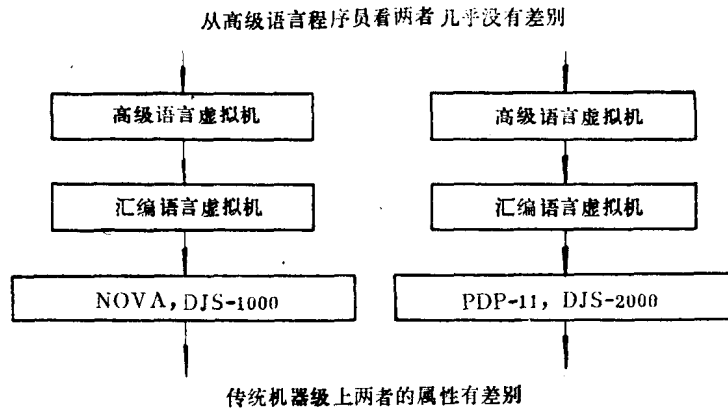 从高级语言程序员看两者几乎没有差别
高级语言虚拟机
高级语言虚拟机
汇编语言虚拟机
汇编语言虚拟机
NOVA, DJS-1000
PDP-11, DJS-2000
传统机器级上两者的属性有差别